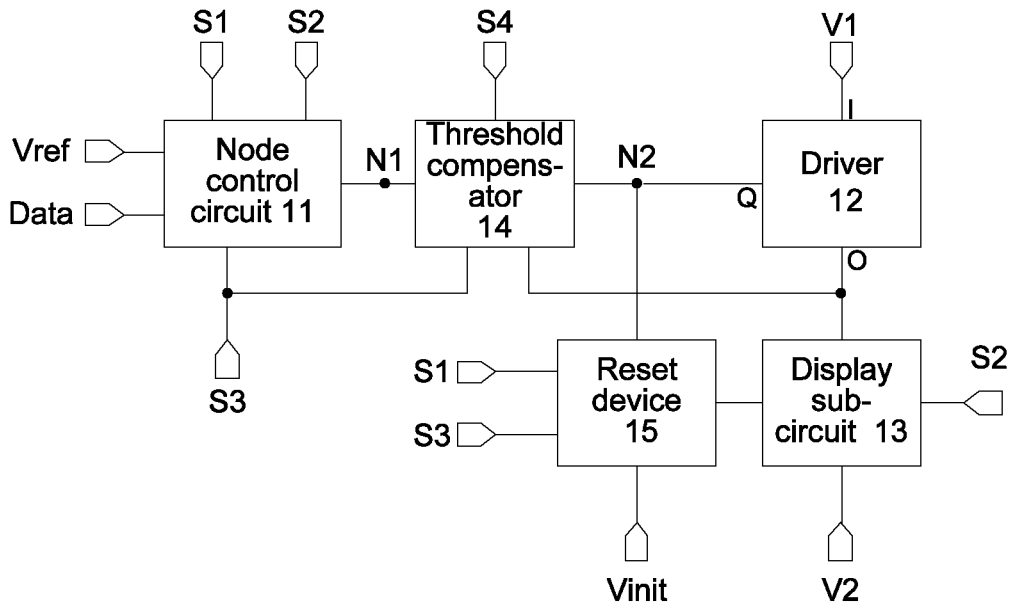 S1
S2
S4
V1
Vref
Data
Node
control
circuit 11
N1
Threshold
compens-
ator
14
N2
I
Q
Driver
12
O
S3
S1
S3
Reset
device
15
Display
sub-
circuit 13
S2
Vinit
V2